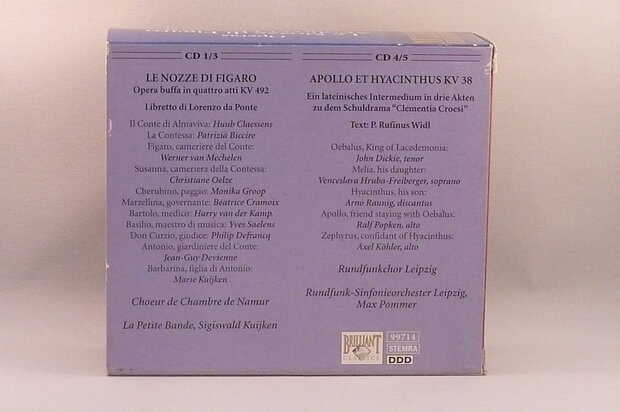 CD 1/3
LE NOZZE DI FIGARO
Opera buffa in quattro atti KV 492
Libretto di Lorenzo da Ponte
Il Conte di Almaviva: Huub Claessens
La Contessa: Patrizia Biccire
Figaro, cameriere del Conte:
Werner van Mechelen
Susanna, cameriera della Contessa:
Christiane Oelze
Cherubino, paggio: Monika Groop
Marzellina, governante: Béatrice Cramoix
Bartolo, medico: Harry van der Kamp.
Basilio, maestro di musica: Yves Saelens
Don Curzio, giudice: Philip Defrancq
Antonio, giardiniere del Conte:
Jean-Guy Devienne
Barbarina, figlia di Antonio:
Marie Kuijken
Choeur de Chambre de Namur
La Petite Bande, Sigiswald Kuijken
CD 4/5
APOLLO ET HYACINTHUS KV 38
Ein lateinisches Intermedium in drei Akten
zu dem Schuldrama "Clementia Croesi"
Text: P. Rufinus Widl
Oebalus, King of Lacedemonia:
John Dickie, tenor
Melia, his daughter:
Venceslava Hruba-Freiberger, soprano
Hyacinthus, his son:
Arno Raunig, discantus
Apollo, friend staying with Oebalus:
Ralf Popken, alto
Zephyrus, confidant of Hyacinthus:
Axel Köhler, alto
Rundfunkchor Leipzig
Rundfunk-Sinfonieorchester Leipzig,
Max Pommer
BRILLIANT
CLASSICS
99714
STEMRA
DDD